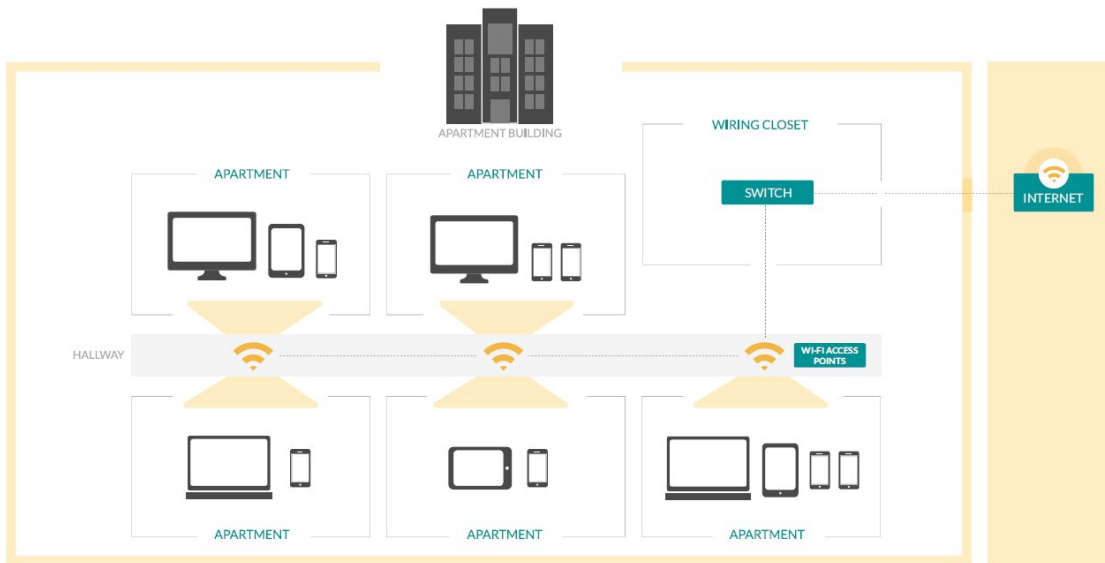 APARTMENT BUILDING
WIRING CLOSET
APARTMENT
APARTMENT
SWITCH
INTERNET
HALLWAY
WI-FI ACCESS
POINTS
APARTMENT
APARTMENT
APARTMENT